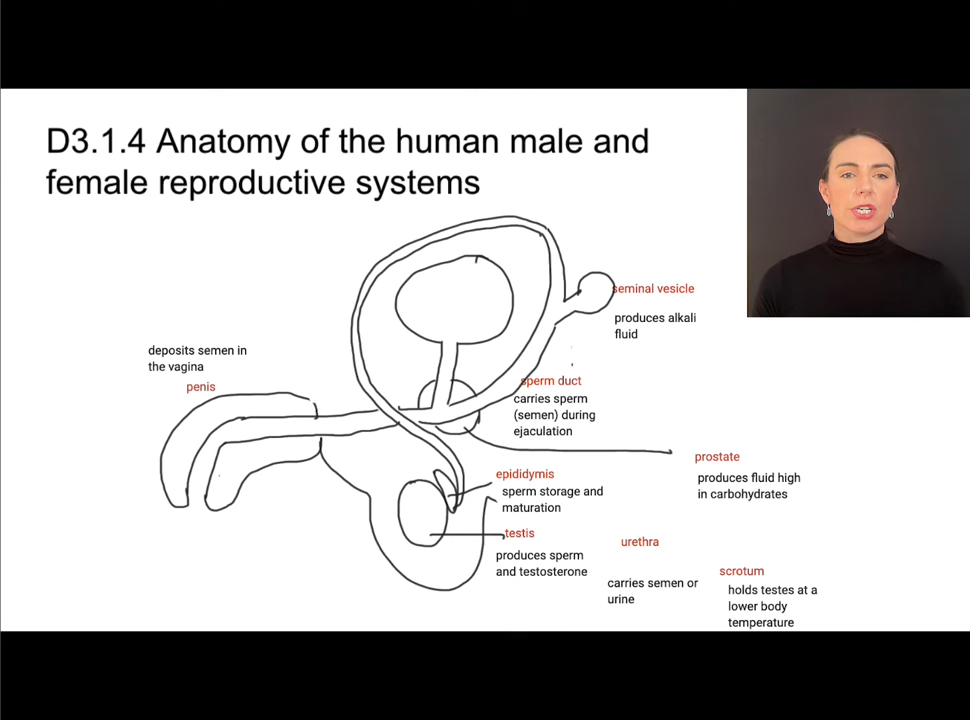 D3.1.4 Anatomy of the human male and
female reproductive systems
seminal vesicle
produces alkali
fluid
deposits semen in
the vagina
penis
sperm duct
carries sperm
(semen) during
ejaculation
prostate
produces fluid high
in carbohydrates
epididymis
sperm storage and
maturation
testis
produces sperm
and testosterone
urethra
carries semen or
urine
scrotum
holds testes at a
lower body
temperature